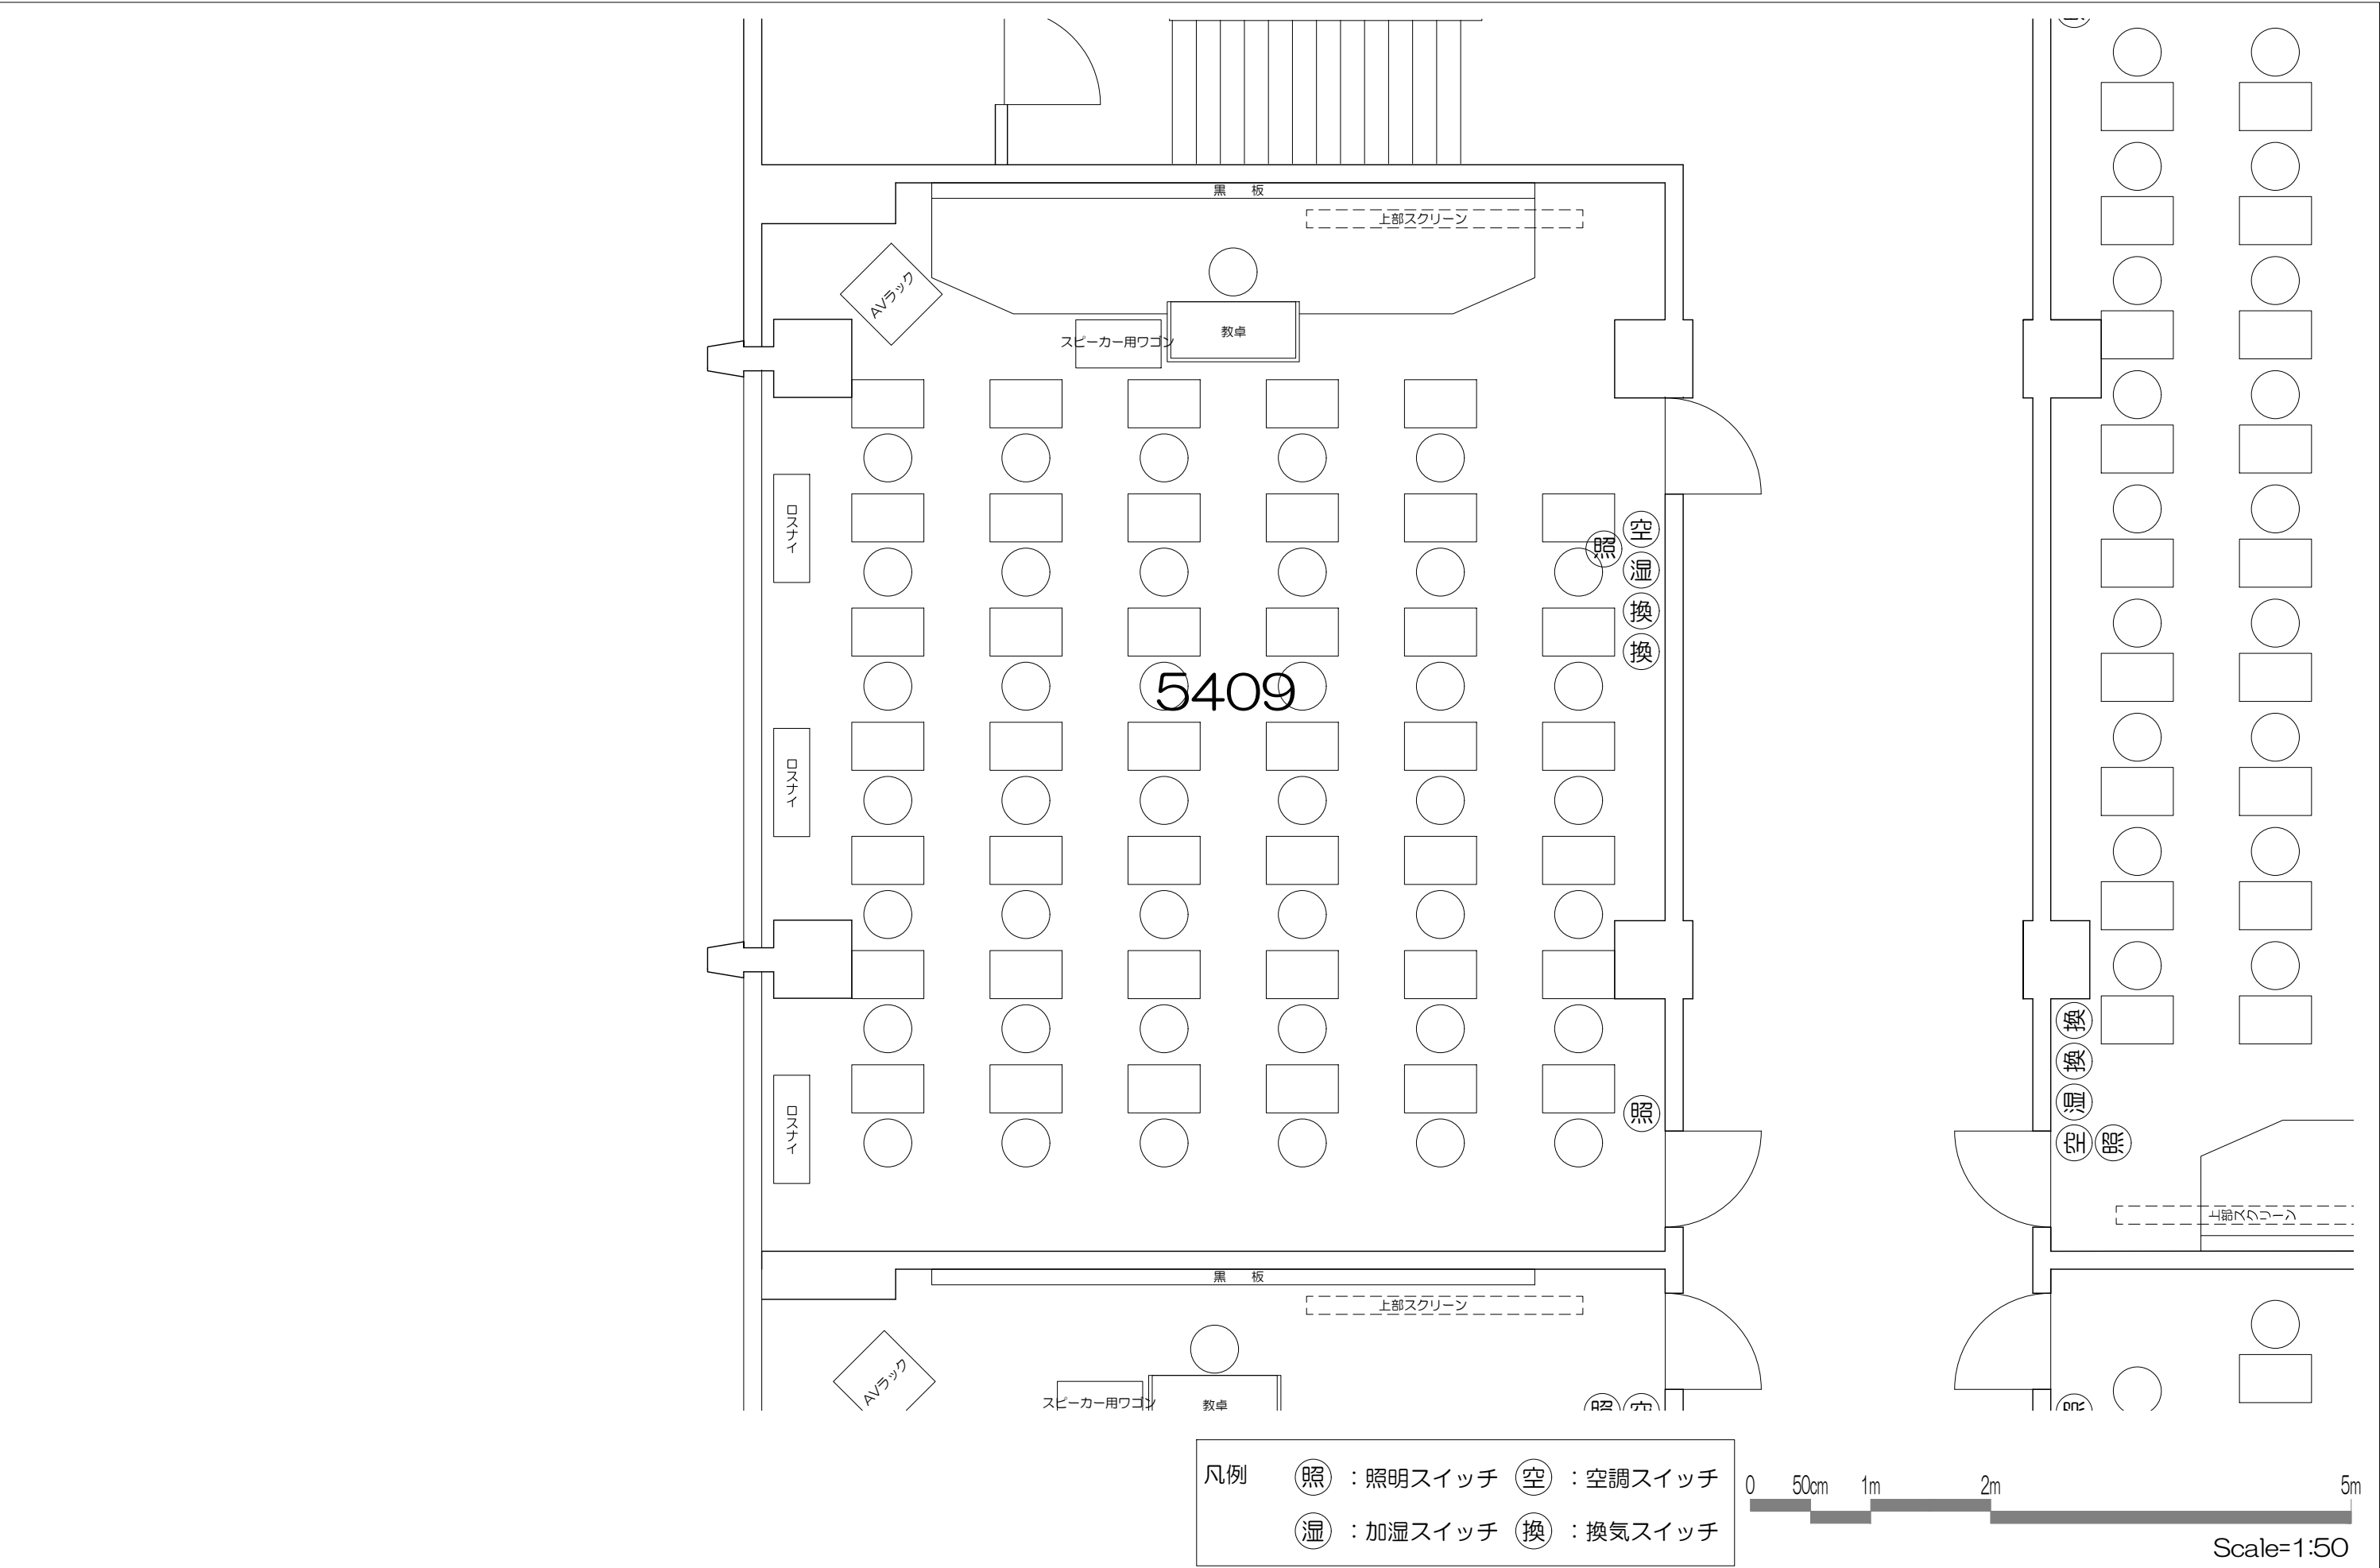 黒 板
上部スクリーン
AVラック
教卓
スピーカー用ワゴン
ロスナイ
空
照
湿
換
換
5409
ロスナイ
ロスナイ
照
換
換
湿
空
照
上部スクリーン
黒 板
上部スクリーン
AVラック
スピーカー用ワゴン
教卓
照
空
凡例 照 : 照明スイッチ 空 : 空調スイッチ
湿 : 加湿スイッチ 換 : 換気スイッチ
0 50cm 1m 2m 5m
Scale=1:50